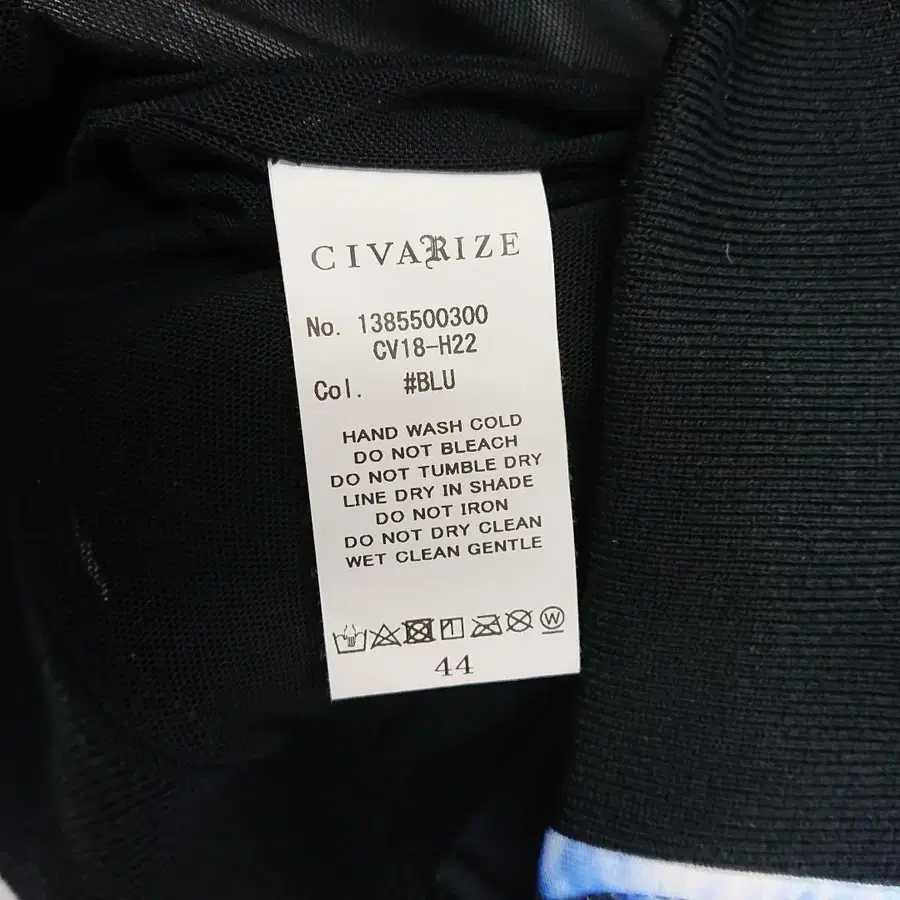 CIVARIZE
No. 1385500300
CV18-H22
Col. #BLU
HAND WASH COLD
DO NOT BLEACH
DO NOT TUMBLE DRY
LINE DRY IN SHADE
DO NOT IRON
DO NOT DRY CLEAN
WET CLEAN GENTLE
W
44